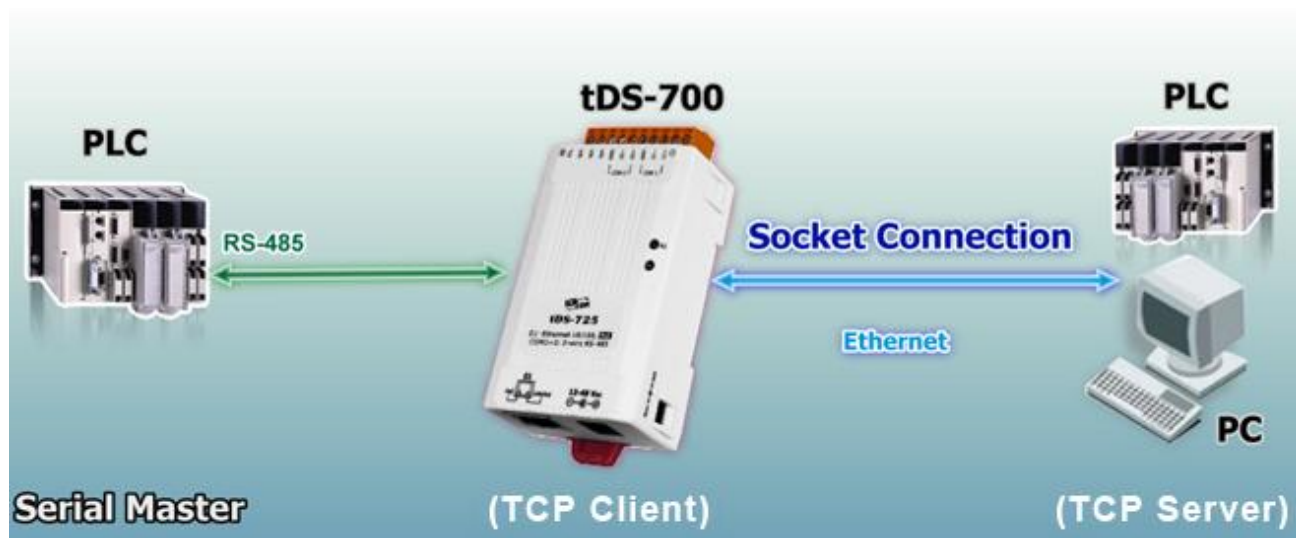 tDS-700
PLC
PLC
RS-485
Socket Connection
Ethernet
tDS-725
PC
Serial Master
(TCP Client)
(TCP Server)